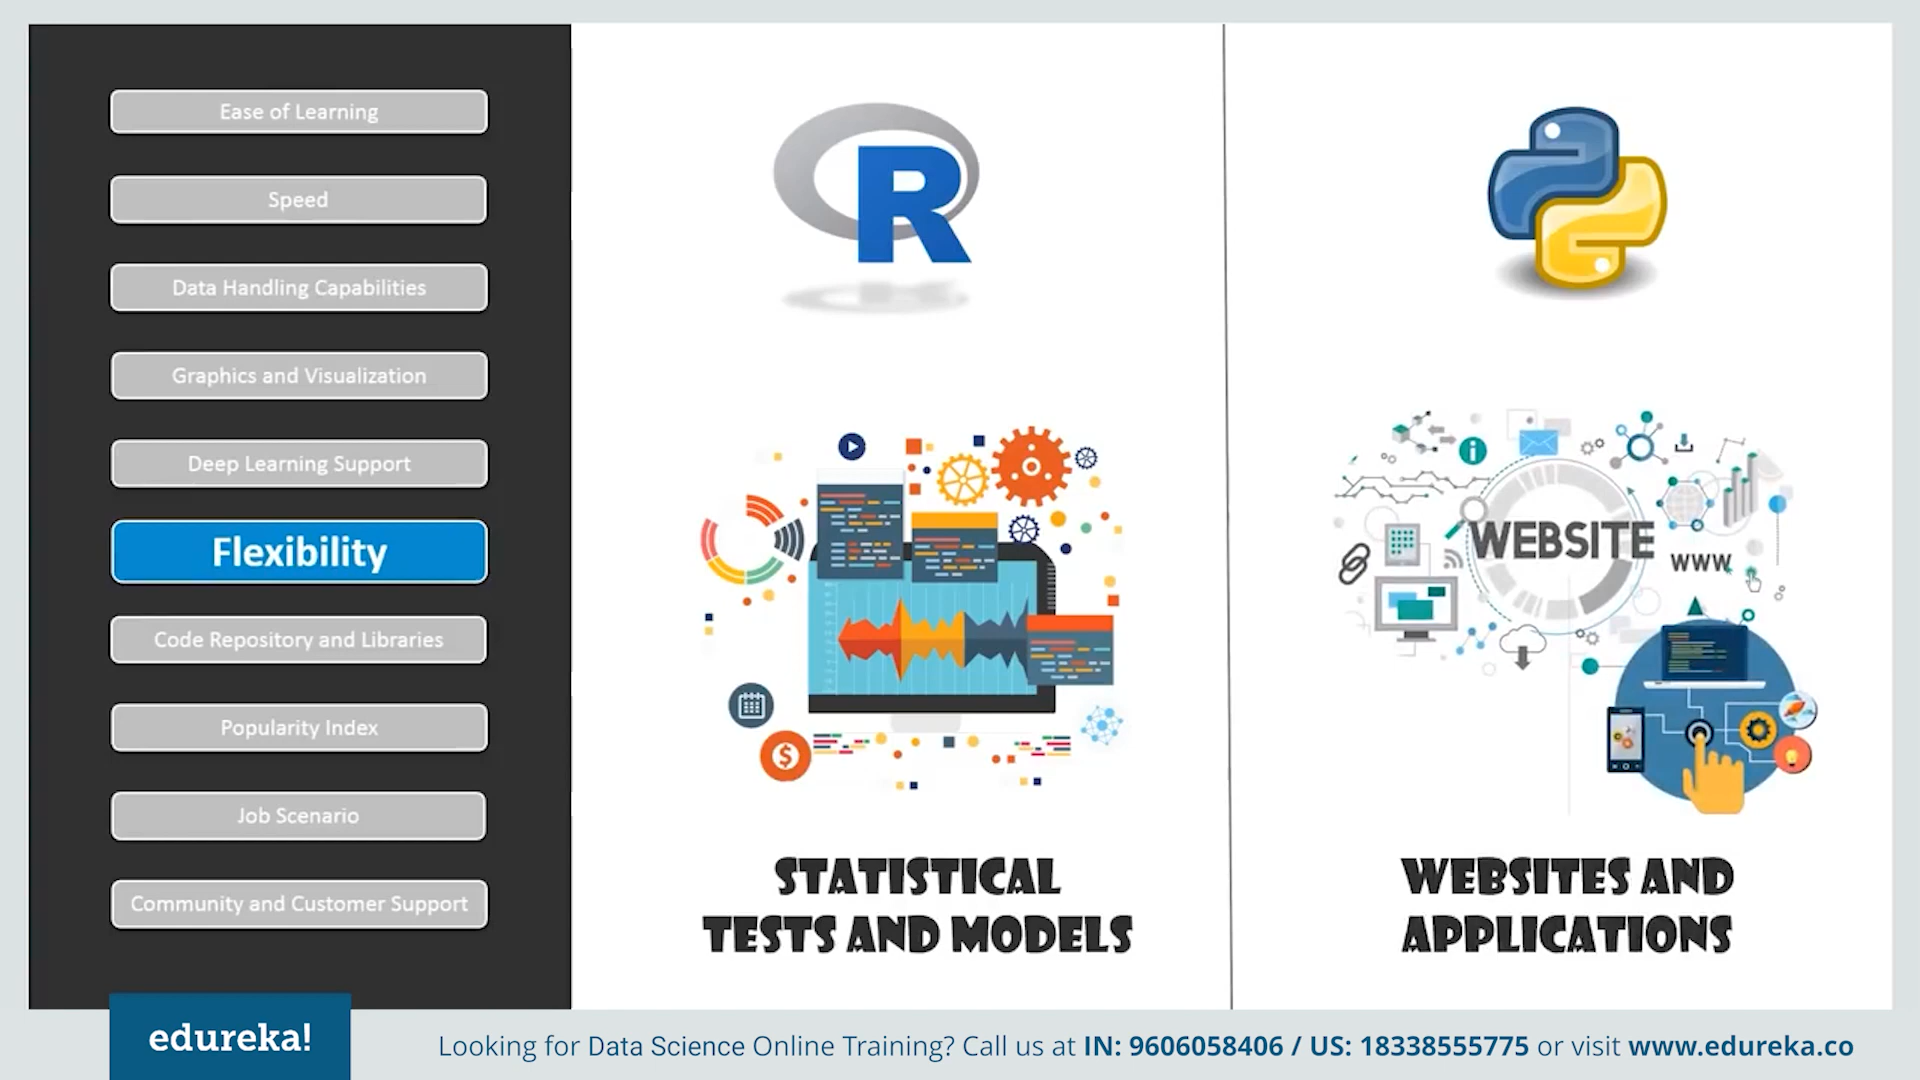 Ease of Learning
Speed
Data Handling Capabilities
Graphics and Visualization
Deep Learning Support
Flexibility
Code Repository and Libraries
Popularity Index
Job Scenario
Community and Customer Support
R
$
STATISTICAL
TESTS AND MODELS
i
WEBSITE
WWW
WEBSITES AND
APPLICATIONS
edureka!
Looking for Data Science Online Training? Call us at IN: 9606058406 / US: 18338555775 or visit www.edureka.co